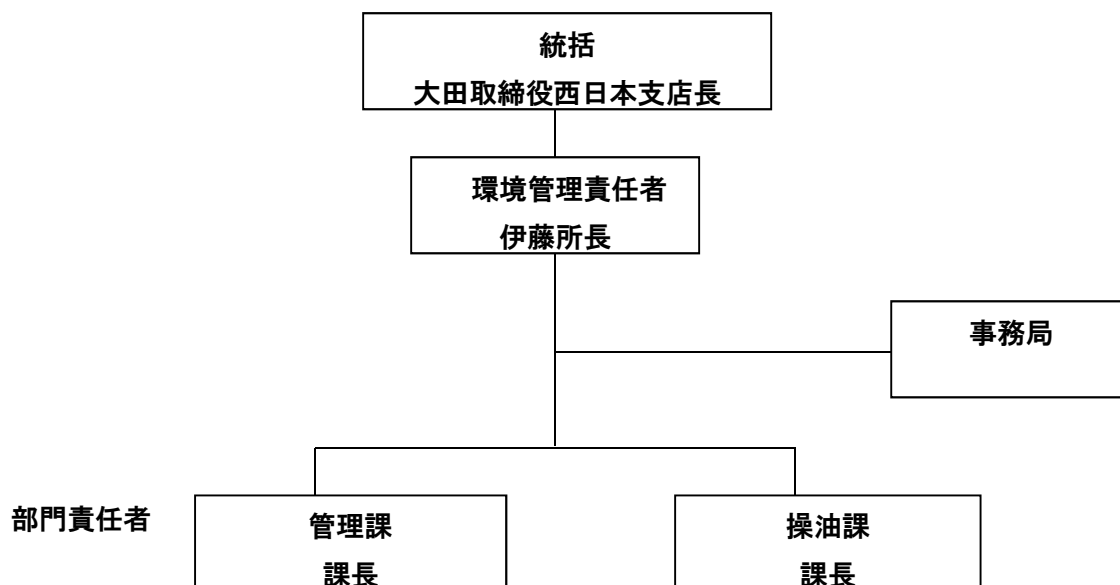 統括
大田取締役西日本支店長
環境管理責任者
伊藤所長
事務局
部門責任者
管理課
課長
操油課
課長